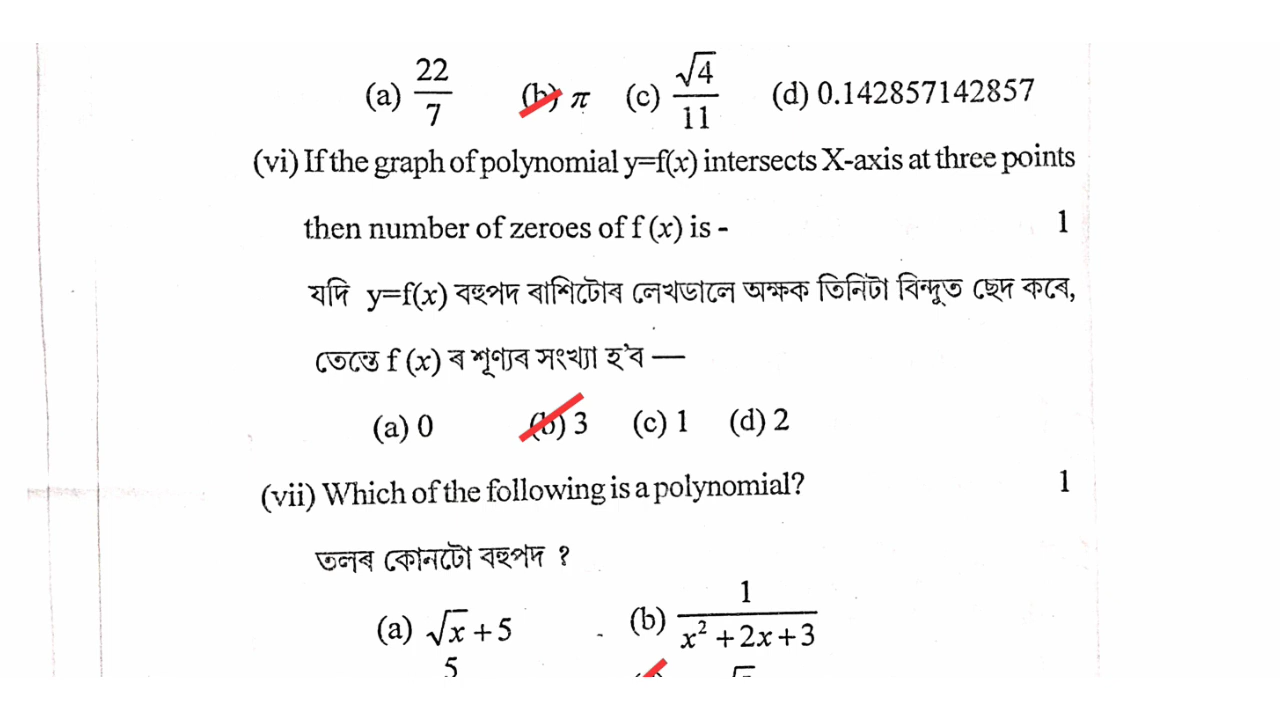 (a) 22/7 (b) π (c) √4/11 (d) 0.142857142857
(vi) If the graph of polynomial y=f(x) intersects X-axis at three points
then number of zeroes of f (x) is - 1
যদি y=f(x) বহুপদ ৰাশিটোৰ লেখডালে অক্ষক তিনিটা বিন্দুত ছেদ কৰে,
তেন্তে f (x) ৰ শূণ্যৰ সংখ্যা হ'ব —
(a) 0 (b) 3 (c) 1 (d) 2
(vii) Which of the following is a polynomial? 1
তলৰ কোনটো বহুপদ ?
(a) √x + 5 (b) 1/(x² + 2x + 3)
5